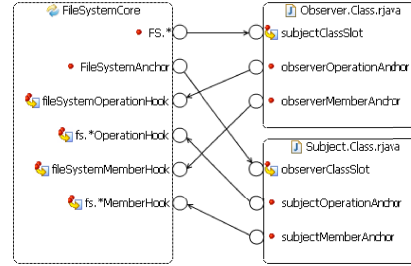 FileSystemCore
FS.*
FileSystemAnchor
fileSystemOperationHook
fs.*OperationHook
fileSystemMemberHook
fs.*MemberHook
Observer.Class.rjava
subjectClassSlot
observerOperationAnchor
observerMemberAnchor
Subject.Class.rjava
observerClassSlot
subjectOperationAnchor
subjectMemberAnchor